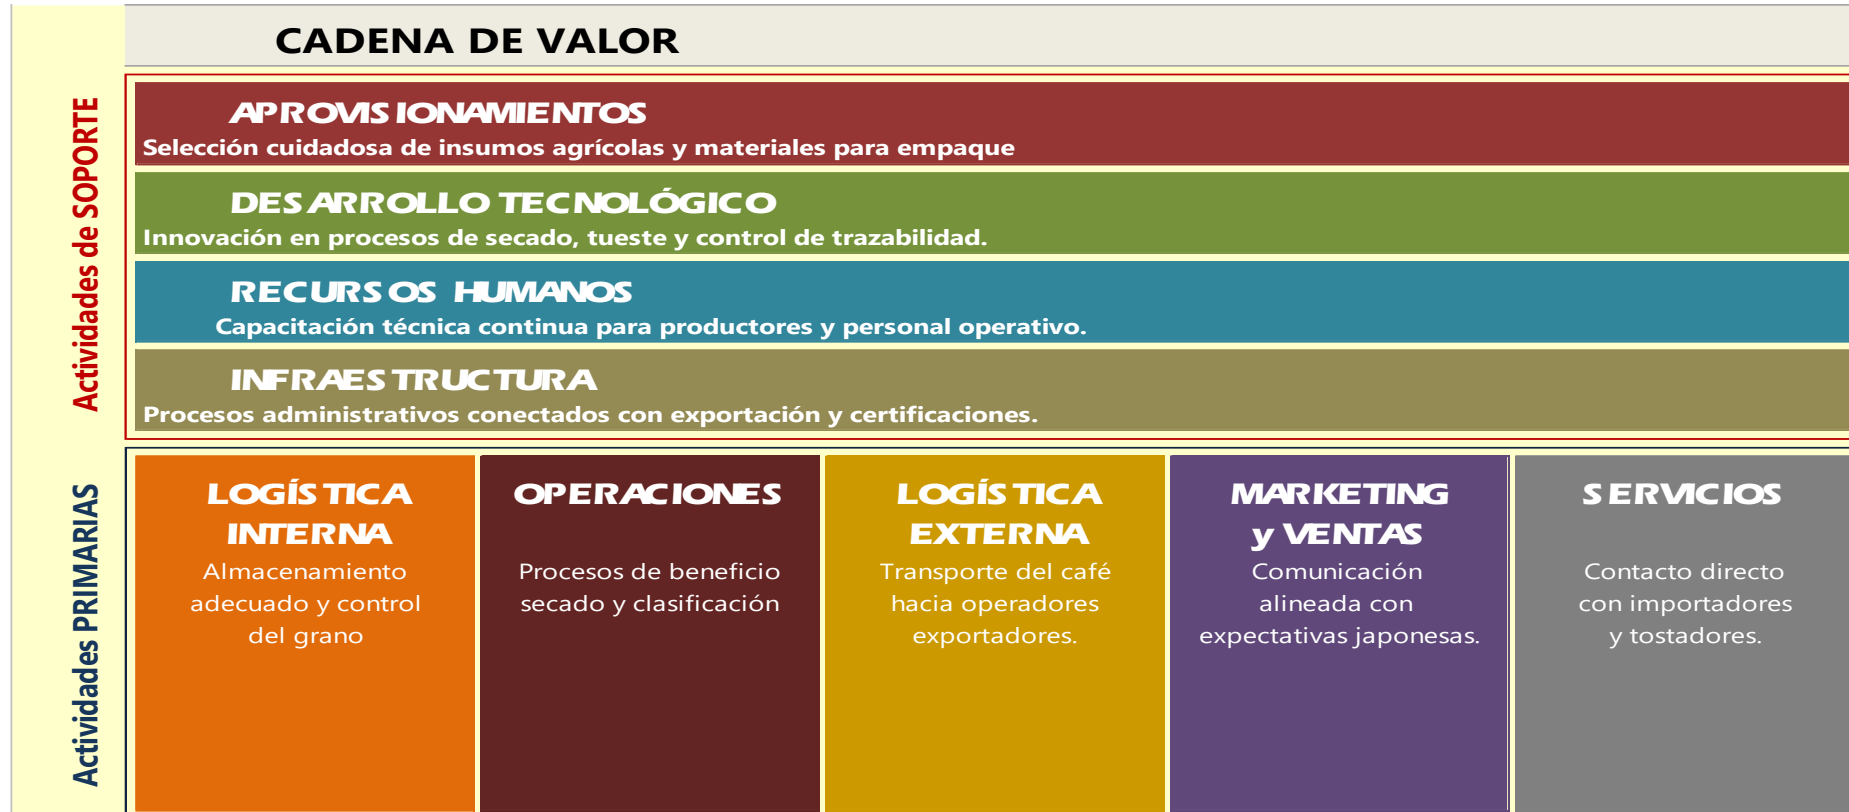 CADENA DE VALOR
Actividades de SOPORTE
APROVISIONAMIENTOS
Selección cuidadosa de insumos agrícolas y materiales para empaque
DESARROLLO TECNOLÓGICO
Innovación en procesos de secado, tueste y control de trazabilidad.
RECURSOS HUMANOS
Capacitación técnica continua para productores y personal operativo.
INFRAESTRUCTURA
Procesos administrativos conectados con exportación y certificaciones.
Actividades PRIMARIAS
LOGÍSTICA
INTERNA
Almacenamiento
adecuado y control
del grano
OPERACIONES
Procesos de beneficio
secado y clasificación
LOGÍSTICA
EXTERNA
Transporte del café
hacia operadores
exportadores.
MARKETING
y VENTAS
Comunicación
alineada con
expectativas japonesas.
SERVICIOS
Contacto directo
con importadores
y tostadores.